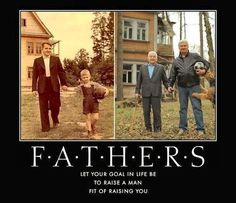 F·A·T·H·E·R·S
LET YOUR GOAL IN LIFE BE
TO RAISE A MAN
FIT OF RAISING YOU